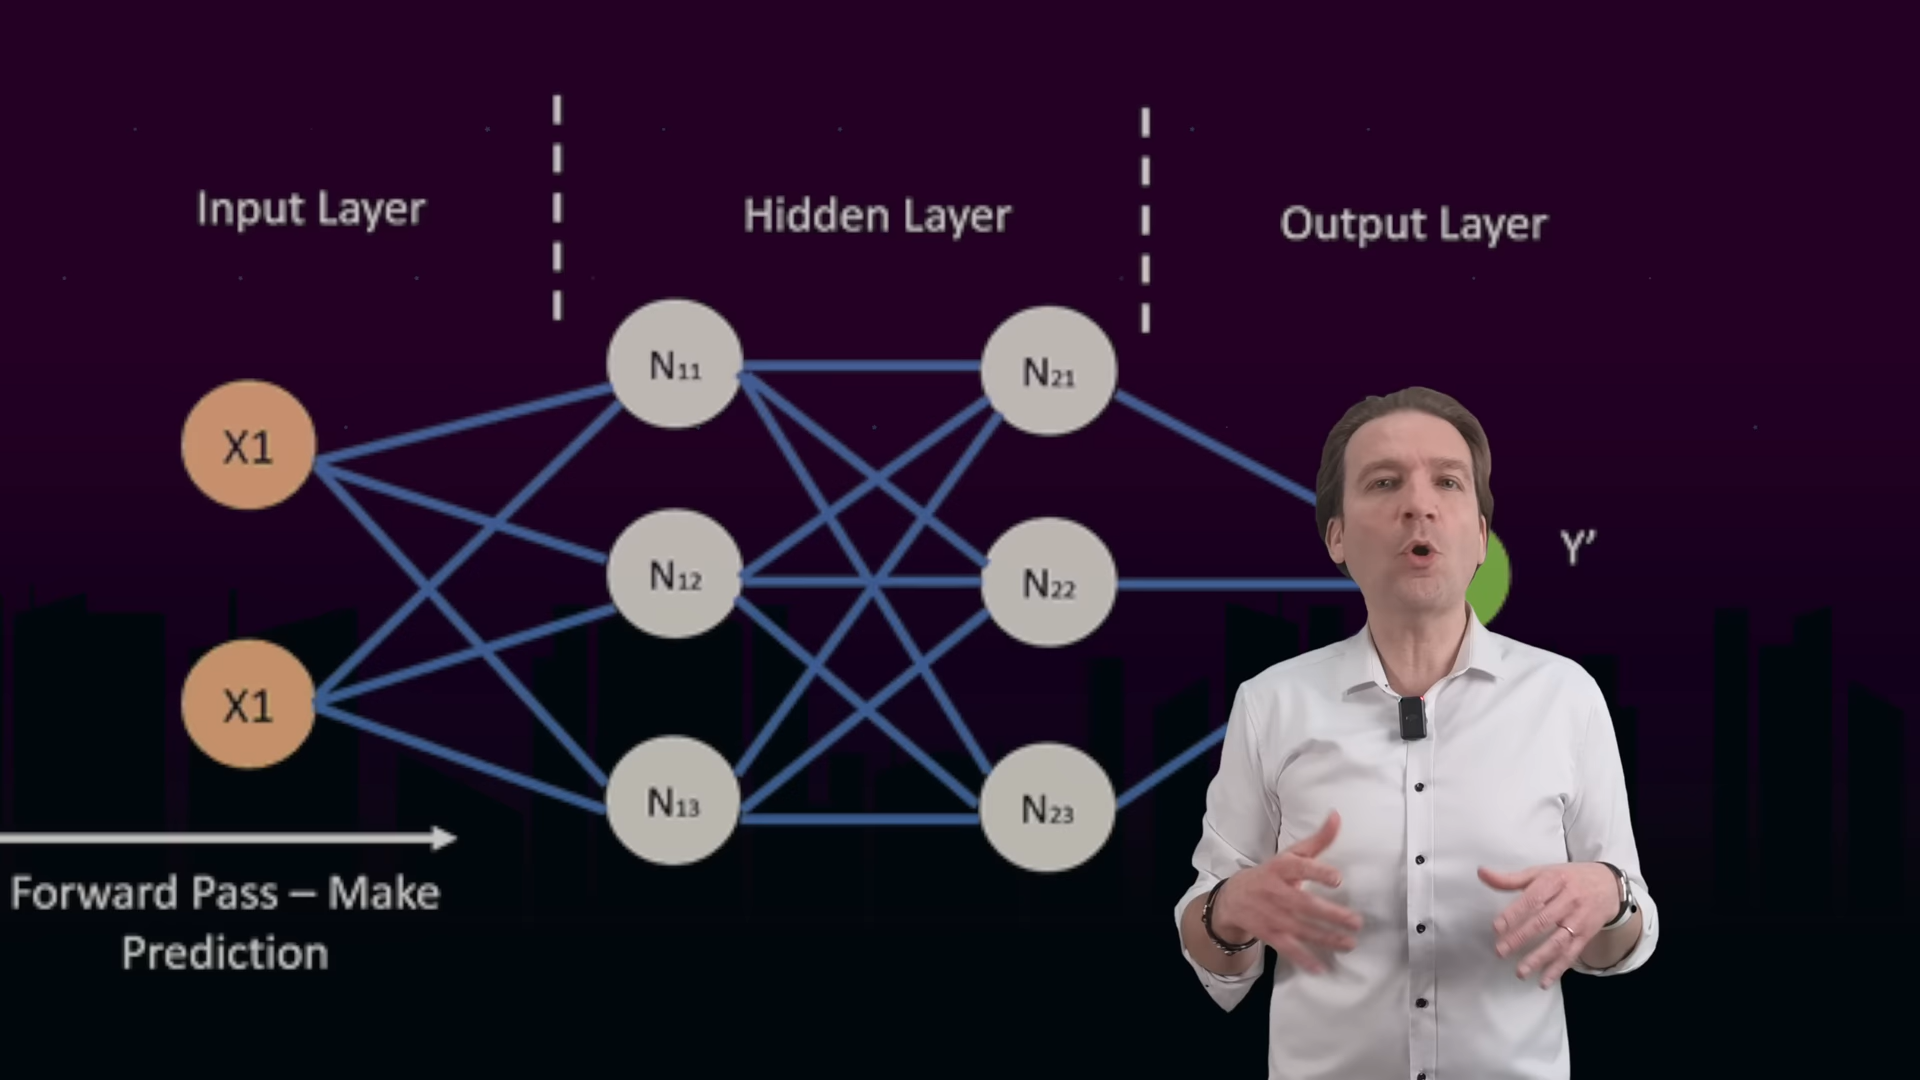 Input Layer
Hidden Layer
Output Layer
N11
N21
X1
Y’
N12
N22
X1
N13
N23
Forward Pass – Make
Prediction